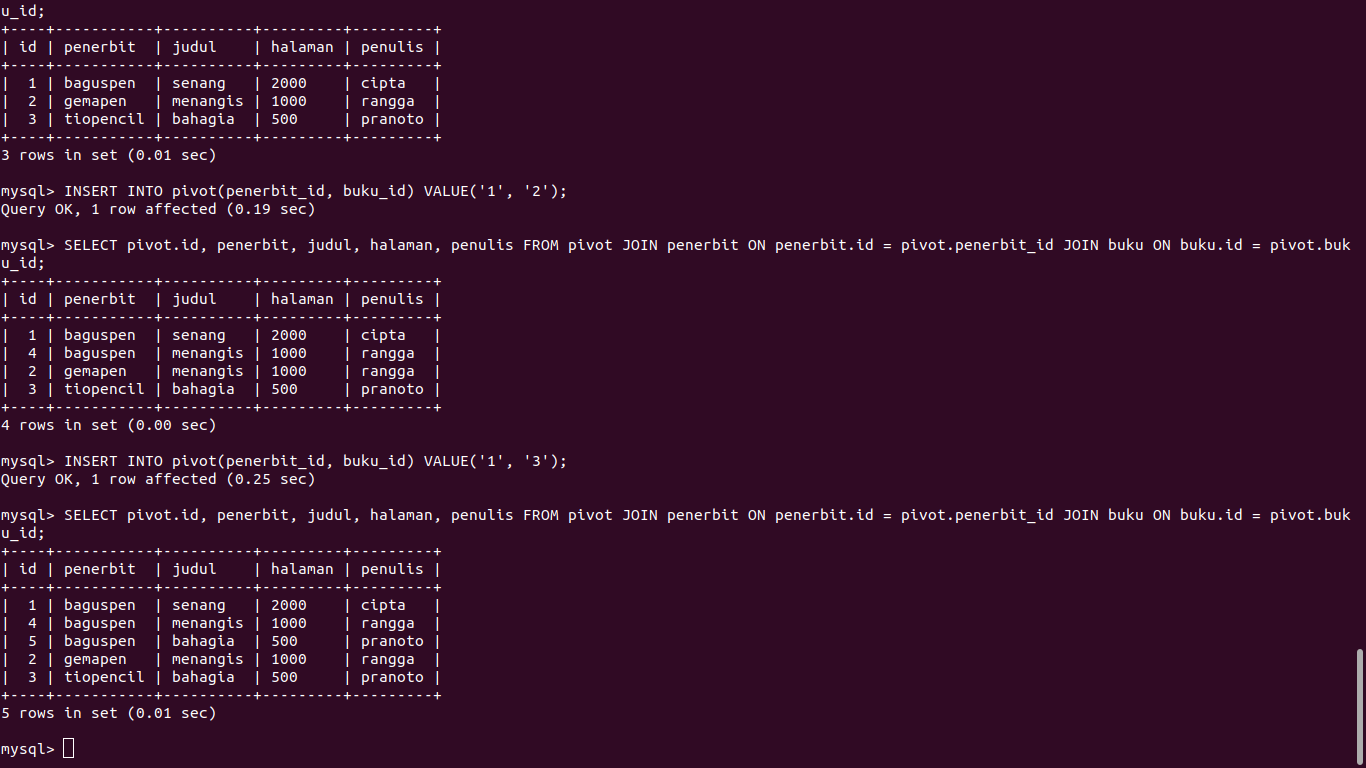 u_id;
+----+-----------+----------+---------+---------+
| id | penerbit  | judul    | halaman | penulis |
+----+-----------+----------+---------+---------+
|  1 | baguspen  | senang   | 2000    | cipta   |
|  2 | gemapen   | menangis | 1000    | rangga  |
|  3 | tiopencil | bahagia  | 500     | pranoto |
+----+-----------+----------+---------+---------+
3 rows in set (0.01 sec)

mysql> INSERT INTO pivot(penerbit_id, buku_id) VALUE('1', '2');
Query OK, 1 row affected (0.19 sec)

mysql> SELECT pivot.id, penerbit, judul, halaman, penulis FROM pivot JOIN penerbit ON penerbit.id = pivot.penerbit_id JOIN buku ON buku.id = pivot.buk
u_id;
+----+-----------+----------+---------+---------+
| id | penerbit  | judul    | halaman | penulis |
+----+-----------+----------+---------+---------+
|  1 | baguspen  | senang   | 2000    | cipta   |
|  4 | baguspen  | menangis | 1000    | rangga  |
|  2 | gemapen   | menangis | 1000    | rangga  |
|  3 | tiopencil | bahagia  | 500     | pranoto |
+----+-----------+----------+---------+---------+
4 rows in set (0.00 sec)

mysql> INSERT INTO pivot(penerbit_id, buku_id) VALUE('1', '3');
Query OK, 1 row affected (0.25 sec)

mysql> SELECT pivot.id, penerbit, judul, halaman, penulis FROM pivot JOIN penerbit ON penerbit.id = pivot.penerbit_id JOIN buku ON buku.id = pivot.buk
u_id;
+----+-----------+----------+---------+---------+
| id | penerbit  | judul    | halaman | penulis |
+----+-----------+----------+---------+---------+
|  1 | baguspen  | senang   | 2000    | cipta   |
|  4 | baguspen  | menangis | 1000    | rangga  |
|  5 | baguspen  | bahagia  | 500     | pranoto |
|  2 | gemapen   | menangis | 1000    | rangga  |
|  3 | tiopencil | bahagia  | 500     | pranoto |
+----+-----------+----------+---------+---------+
5 rows in set (0.01 sec)

mysql>